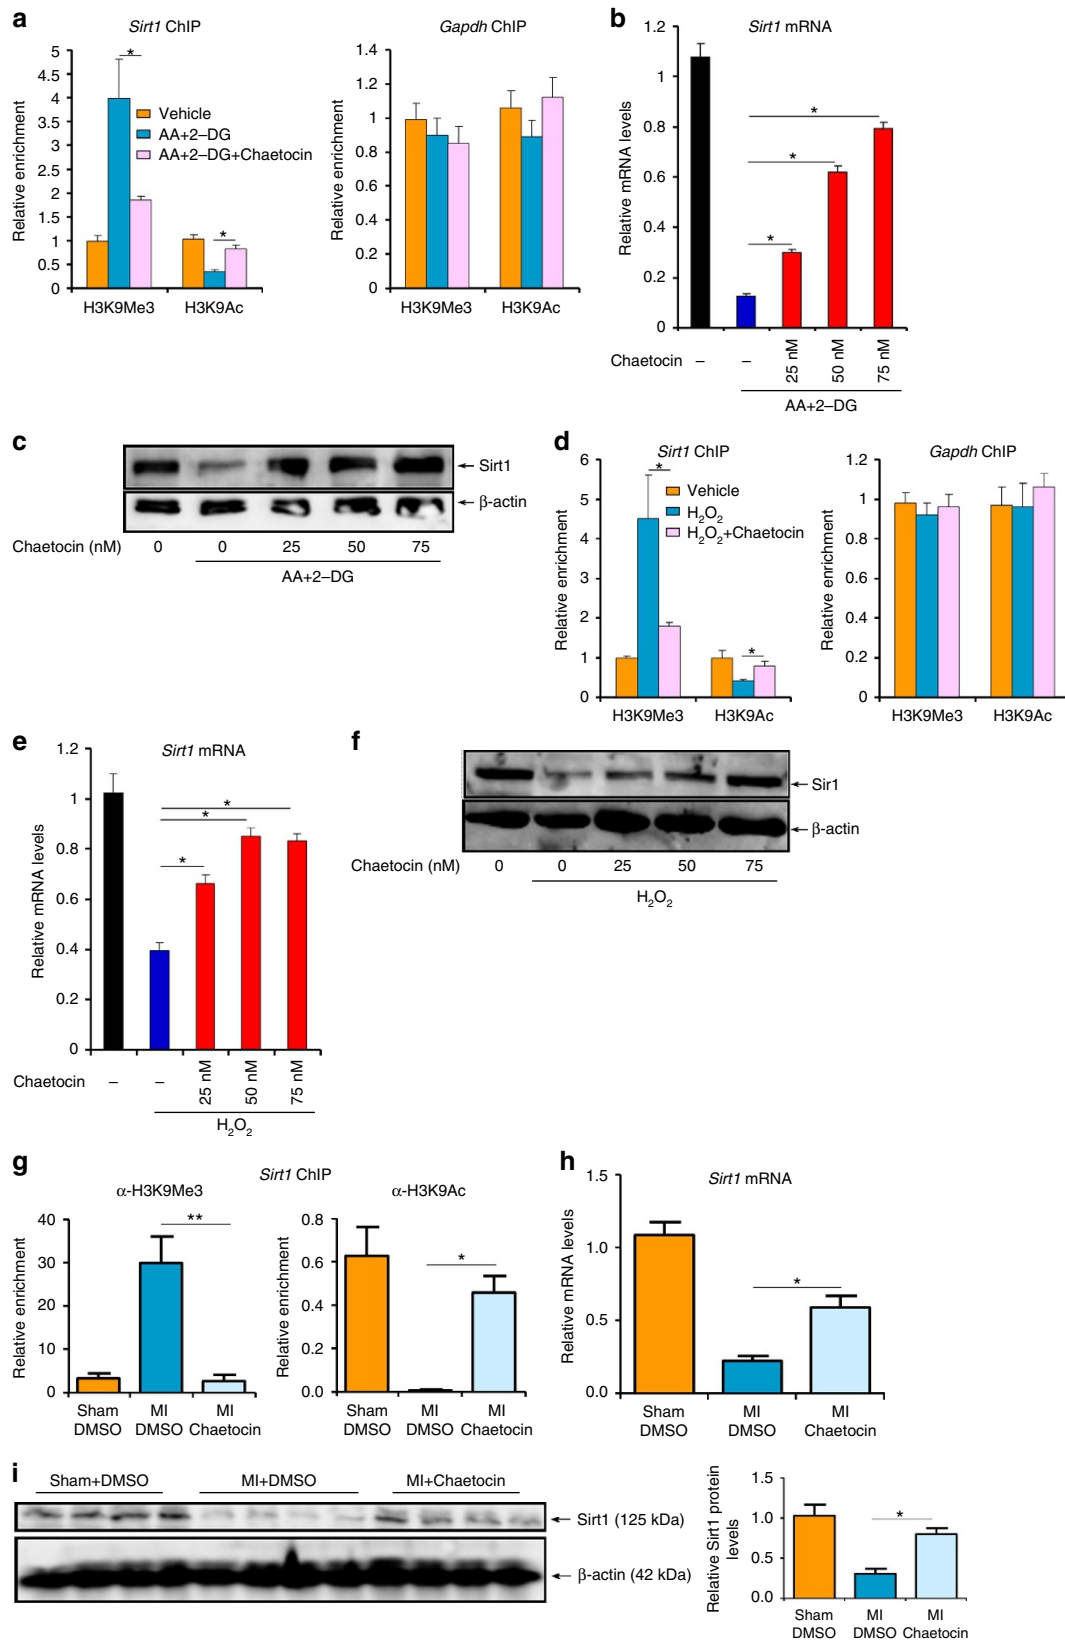 a
Sirt1 ChIP
Relative enrichment
5
4.5
4
3.5
3
2.5
2
1.5
1
0.5
0
*
*
Vehicle
AA+2–DG
AA+2–DG+Chaetocin
H3K9Me3 H3K9Ac
Gapdh ChIP
Relative enrichment
1.4
1.2
1
0.8
0.6
0.4
0.2
0
H3K9Me3 H3K9Ac
b
Sirt1 mRNA
Relative mRNA levels
1.2
1
0.8
0.6
0.4
0.2
0
*
*
*
Chaetocin – – 25 nM 50 nM 75 nM
AA+2–DG
c
Sirt1
β-actin
Chaetocin (nM) 0 0 25 50 75
AA+2–DG
d
Sirt1 ChIP
Relative enrichment
6
5
4
3
2
1
0
*
*
Vehicle
H₂O₂
H₂O₂+Chaetocin
H3K9Me3 H3K9Ac
Gapdh ChIP
Relative enrichment
1.2
1
0.8
0.6
0.4
0.2
0
H3K9Me3 H3K9Ac
e
Sirt1 mRNA
Relative mRNA levels
1.2
1
0.8
0.6
0.4
0.2
0
*
*
*
Chaetocin – – 25 nM 50 nM 75 nM
H₂O₂
f
Sir1
β-actin
Chaetocin (nM) 0 0 25 50 75
H₂O₂
g
Sirt1 ChIP
α-H3K9Me3
Relative enrichment
40
30
20
10
0
**
Sham DMSO
MI DMSO
MI Chaetocin
α-H3K9Ac
Relative enrichment
0.8
0.6
0.4
0.2
0.0
*
Sham DMSO
MI DMSO
MI Chaetocin
h
Sirt1 mRNA
Relative mRNA levels
1.5
1.0
0.5
0.0
*
Sham DMSO
MI DMSO
MI Chaetocin
i
Sham+DMSO MI+DMSO MI+Chaetocin
Sirt1 (125 kDa)
β-actin (42 kDa)
Relative Sirt1 protein levels
1.5
1.0
0.5
0.0
*
Sham DMSO
MI DMSO
MI Chaetocin